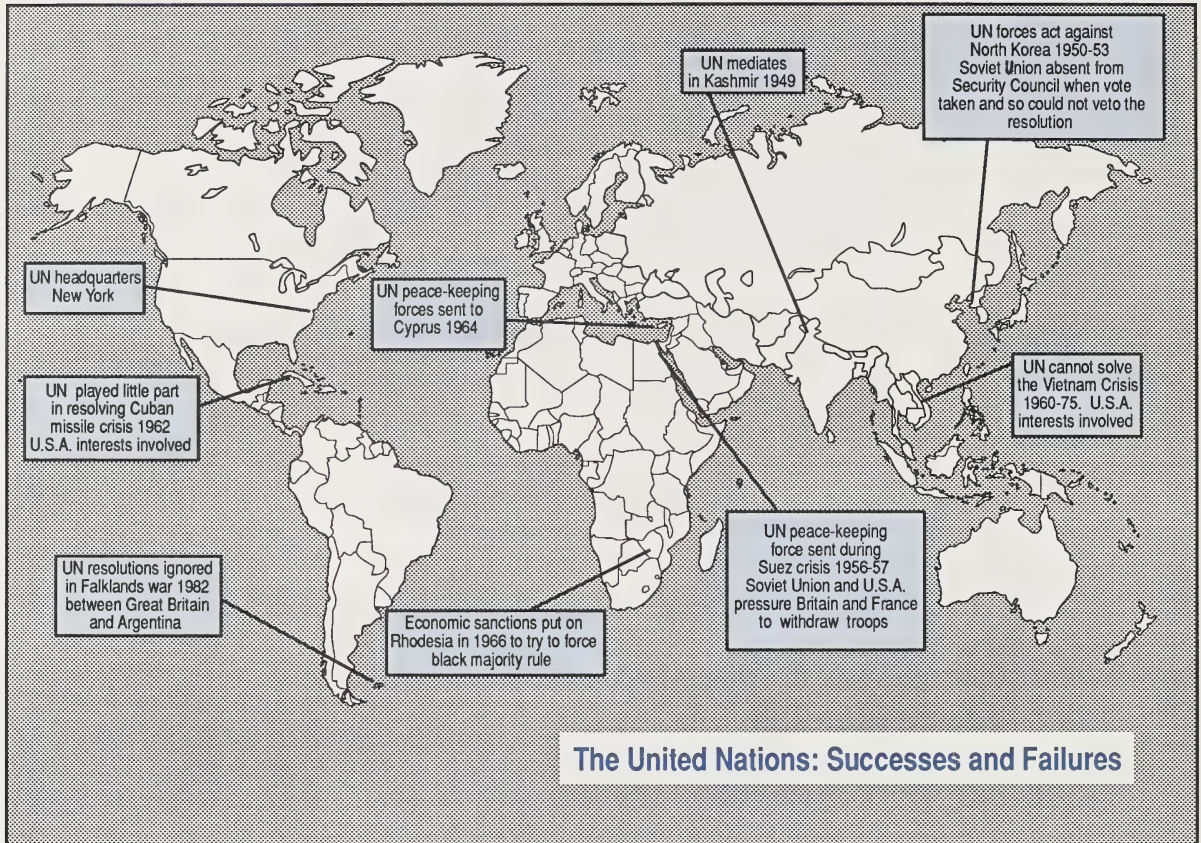 UN forces act against
North Korea 1950-53
Soviet Union absent from
Security Council when vote
taken and so could not veto the
resolution
UN mediates
in Kashmir 1949
UN headquarters
New York
UN peace-keeping
forces sent to
Cyprus 1964
UN played little part
in resolving Cuban
missile crisis 1962
U.S.A. interests involved
UN cannot solve
the Vietnam Crisis
1960-75. U.S.A.
interests involved
UN peace-keeping
force sent during
Suez crisis 1956-57
Soviet Union and U.S.A.
pressure Britain and France
to withdraw troops
UN resolutions ignored
in Falklands war 1982
between Great Britain
and Argentina
Economic sanctions put on
Rhodesia in 1966 to try to force
black majority rule
The United Nations: Successes and Failures